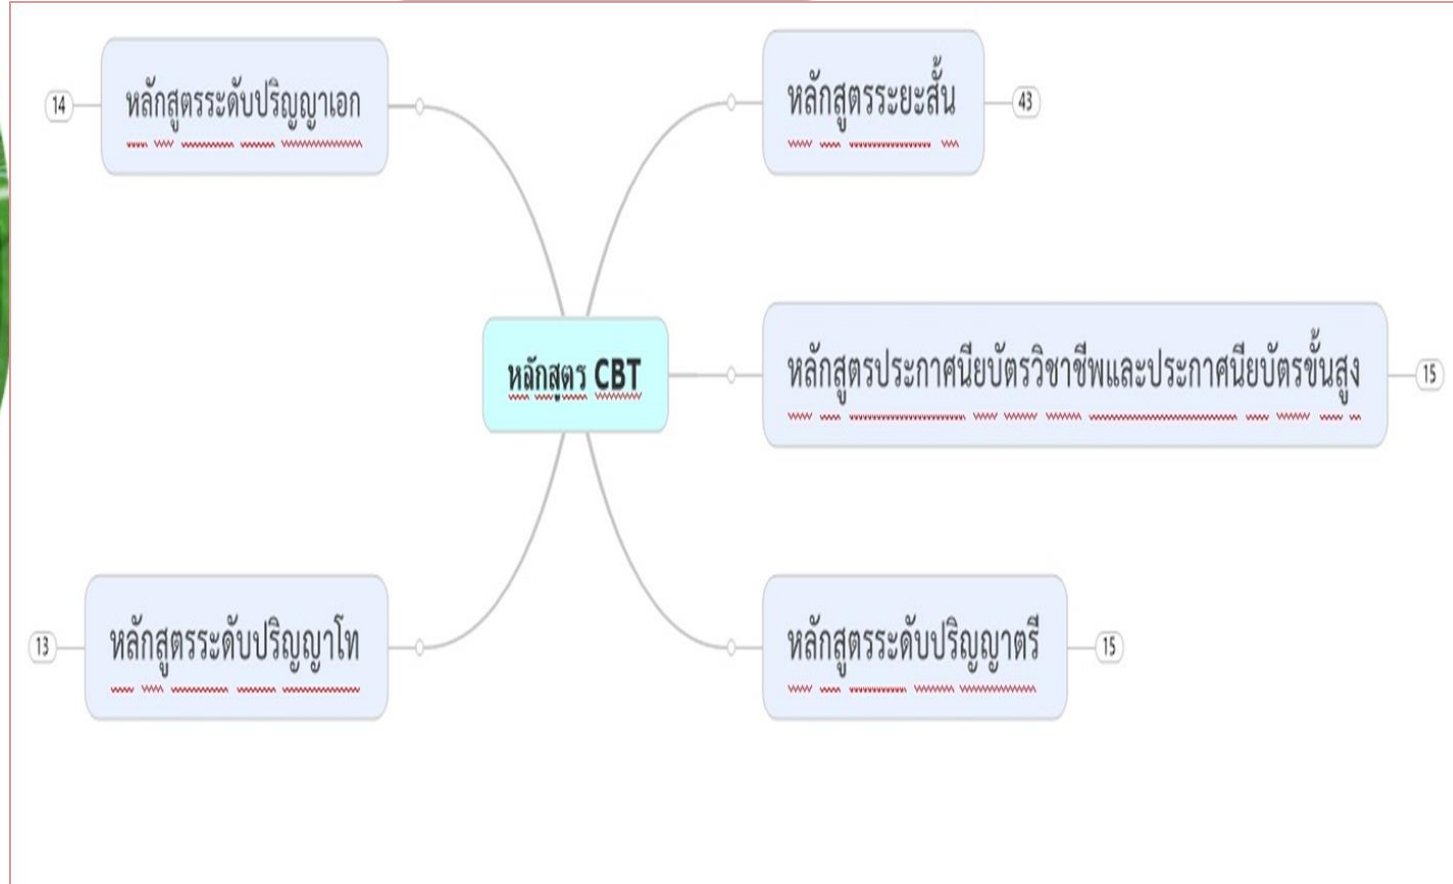 14
หลักสูตรระดับปริญญาเอก
หลักสูตรระยะสั้น
43
หลักสูตร CBT
หลักสูตรประกาศนียบัตรวิชาชีพและประกาศนียบัตรขั้นสูง
15
13
หลักสูตรระดับปริญญาโท
หลักสูตรระดับปริญญาตรี
15